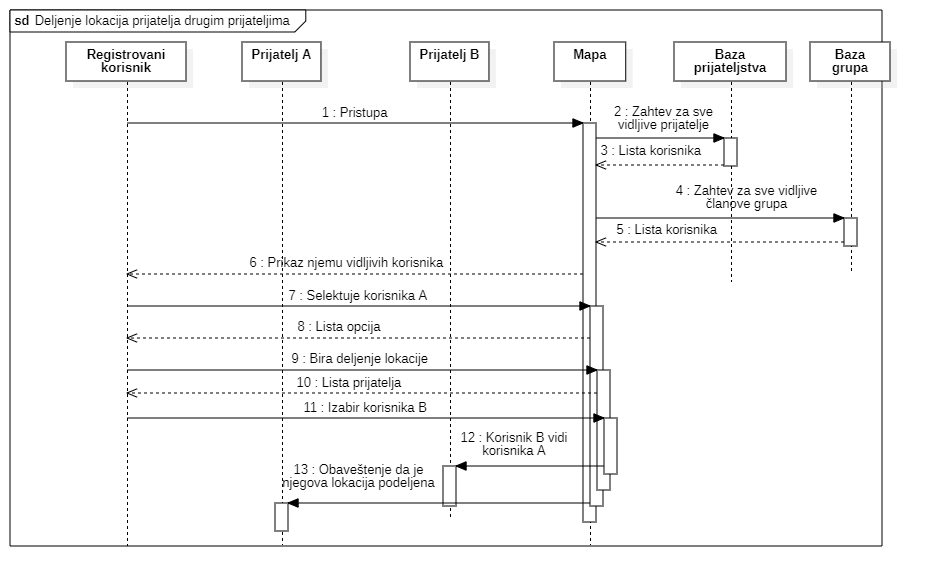 sd Deljenje lokacija prijatelja drugim prijateljima
Registrovani
korisnik
Prijatelj A
Prijatelj B
Mapa
Baza
prijateljstva
Baza
grupa
1 : Pristupa
2 : Zahtev za sve
vidljive prijatelje
3 : Lista korisnika
4 : Zahtev za sve vidljive
članove grupa
5 : Lista korisnika
6 : Prikaz njemu vidljivih korisnika
7 : Selektuje korisnika A
8 : Lista opcija
9 : Bira deljenje lokacije
10 : Lista prijatelja
11 : Izabir korisnika B
12 : Korisnik B vidi
korisnika A
13 : Obaveštenje da je
njegova lokacija podeljena